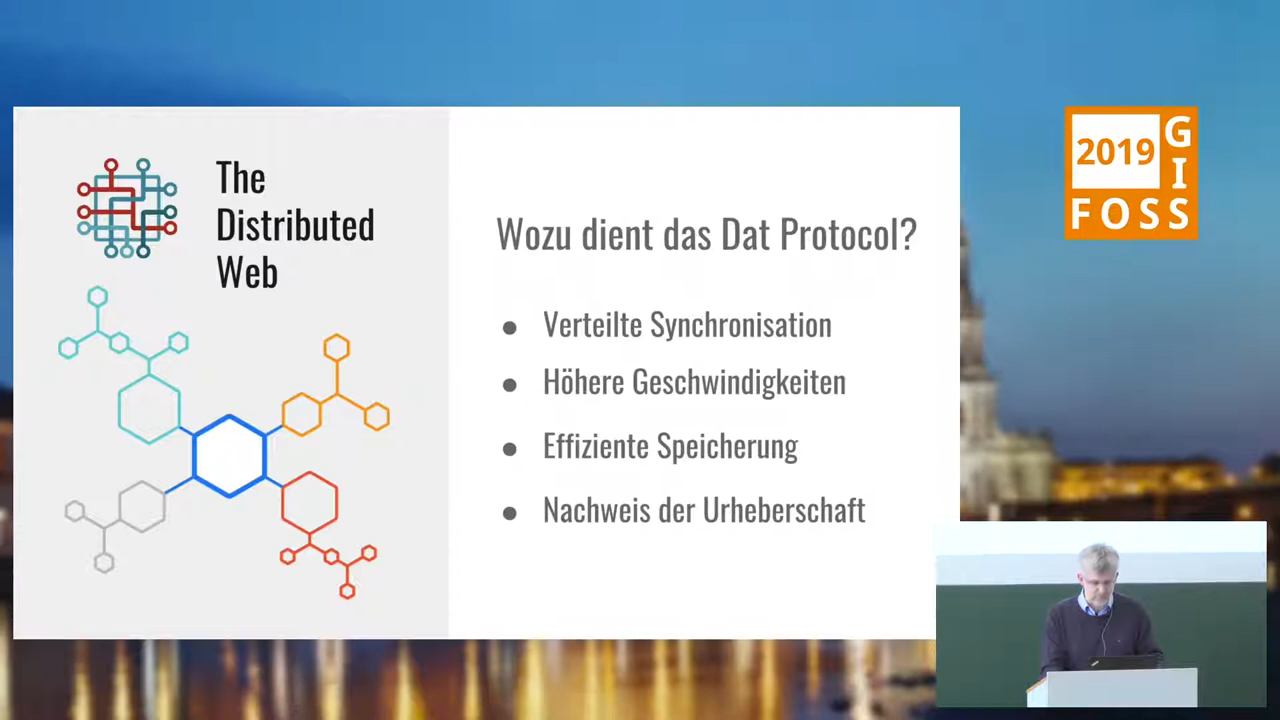 The
Distributed
Web
Wozu dient das Dat Protocol?
● Verteilte Synchronisation
● Höhere Geschwindigkeiten
● Effiziente Speicherung
● Nachweis der Urheberschaft
2019
GIS
FOSS